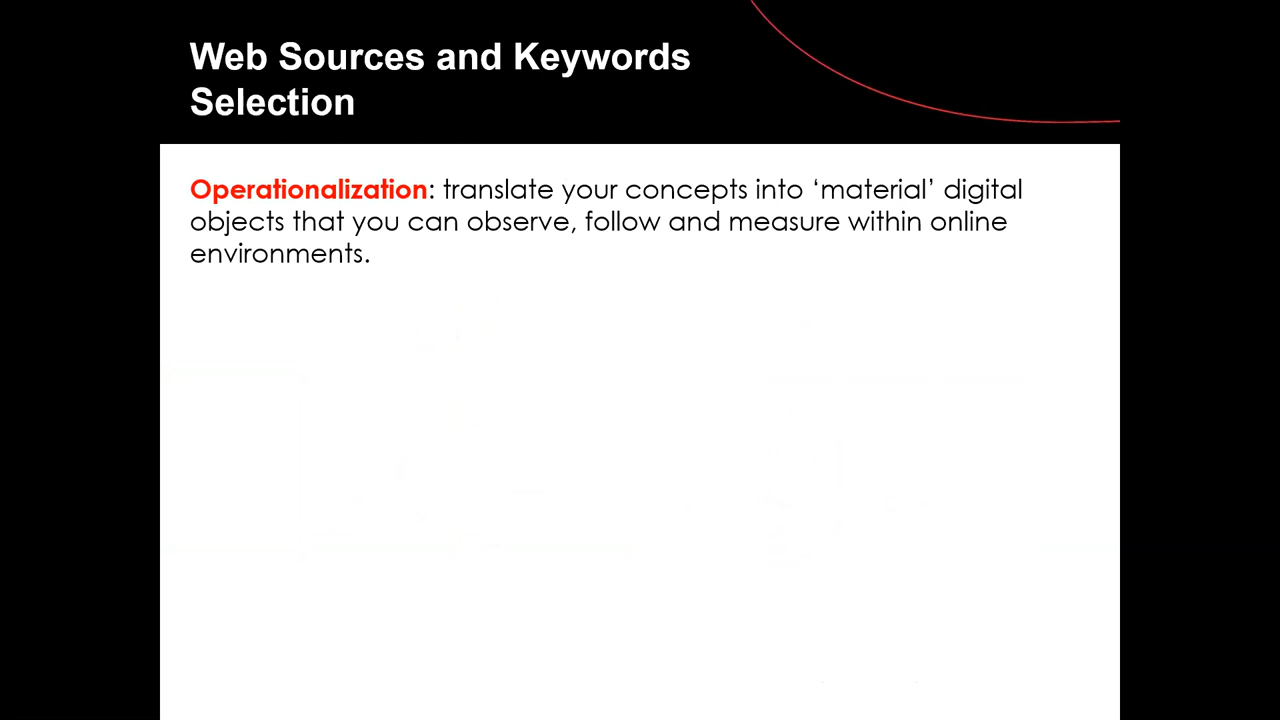 Web Sources and Keywords
Selection
Operationalization: translate your concepts into ‘material’ digital
objects that you can observe, follow and measure within online
environments.